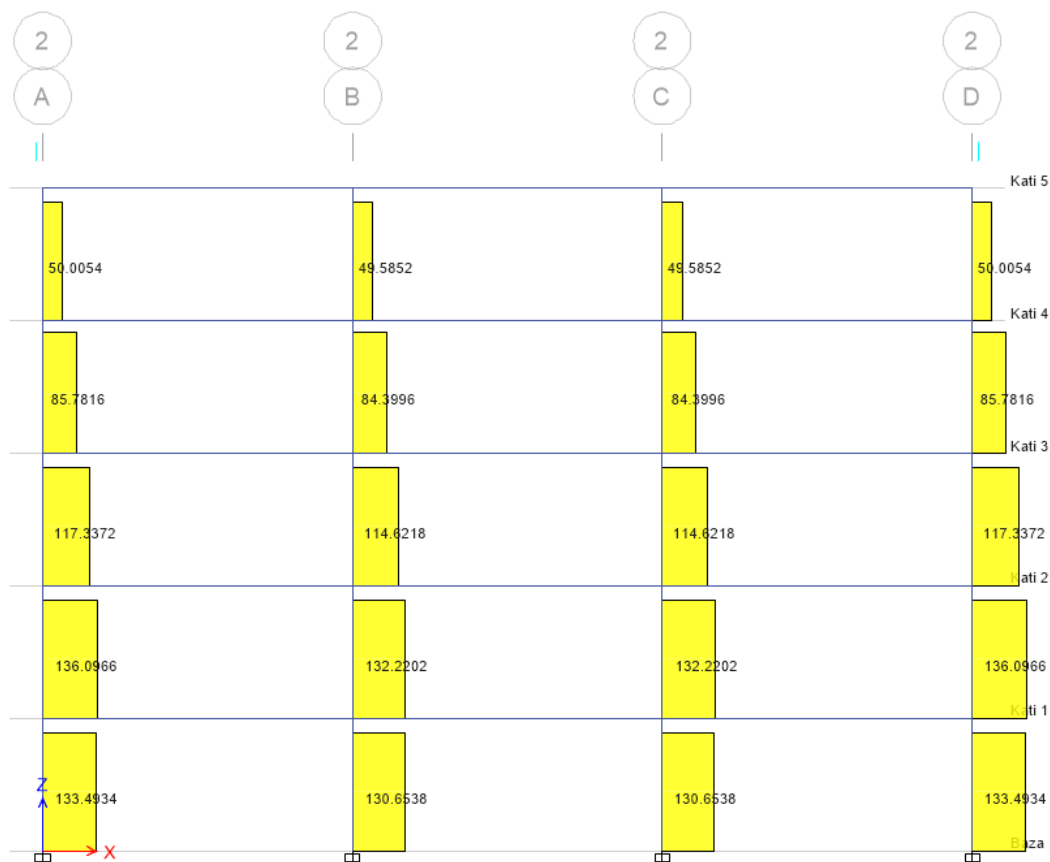 2 2 2 2
A B C D
Kati 5
50.0054 49.5852 49.5852 50.0054
Kati 4
85.7816 84.3996 84.3996 85.7816
Kati 3
117.3372 114.6218 114.6218 117.3372
Kati 2
136.0966 132.2202 132.2202 136.0966
Kati 1
Z
133.4934 130.6538 130.6538 133.4934
X
Baza